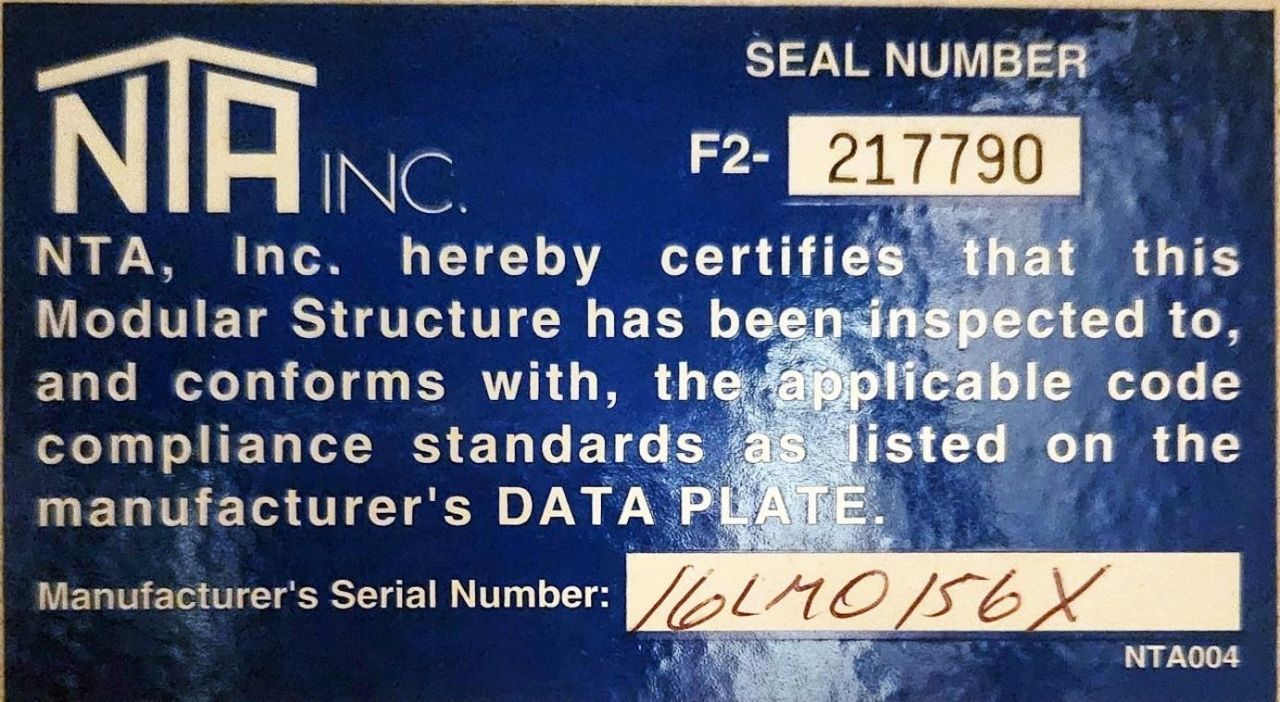 NTA INC.
SEAL NUMBER
F2- 217790
NTA, Inc. hereby certifies that this
Modular Structure has been inspected to,
and conforms with, the applicable code
compliance standards as listed on the
manufacturer's DATA PLATE.
Manufacturer's Serial Number: 16LM0156X
NTA004